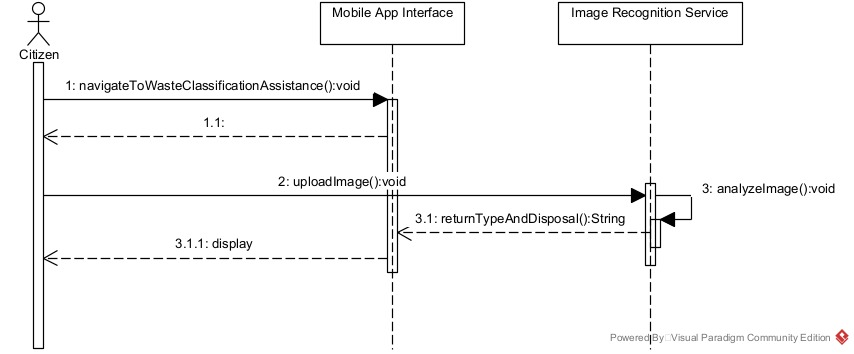 Mobile App Interface
Image Recognition Service
Citizen
1: navigateToWasteClassificationAssistance():void
1.1:
2: uploadImage():void
3: analyzeImage():void
3.1: returnTypeAndDisposal():String
3.1.1: display
Powered By Visual Paradigm Community Edition